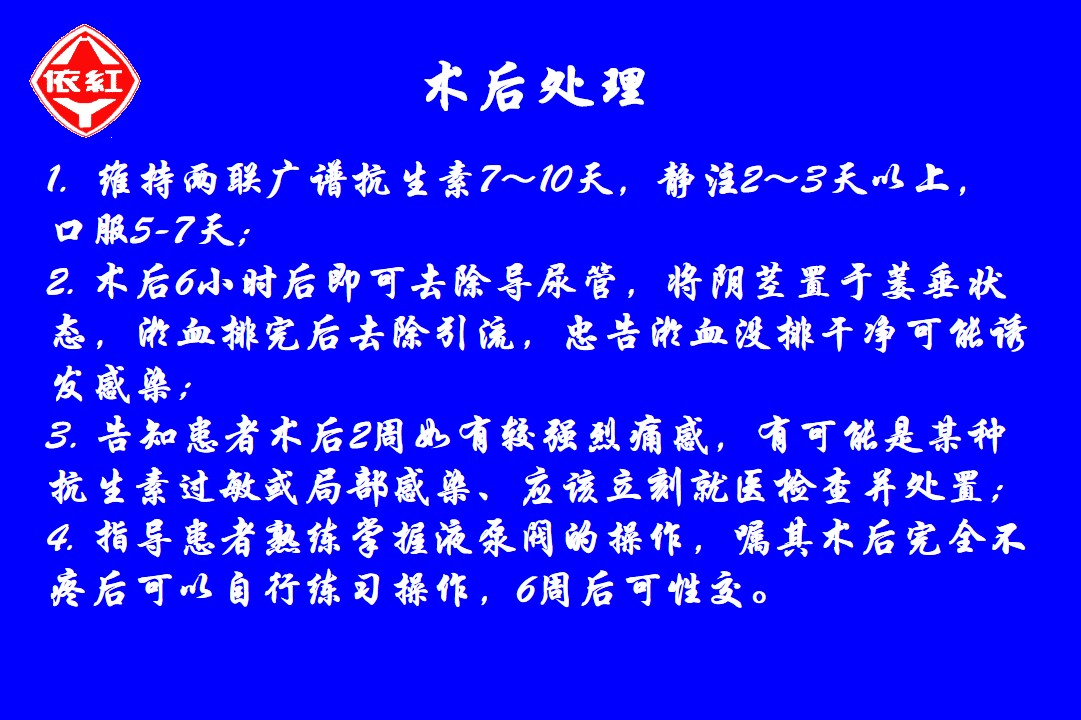 依紅
术后处理
1. 维持两联广谱抗生素7～10天，静注2～3天以上，
口服5-7天；
2. 术后6小时后即可去除导尿管，将阴茎置于萎垂状
态，淤血排完后去除引流，忠告淤血没排干净可能诱
发感染；
3. 告知患者术后2周如有较强烈痛感，有可能是某种
抗生素过敏或局部感染、应该立刻就医检查并处置；
4. 指导患者熟练掌握液泵阀的操作，嘱其术后完全不
疼后可以自行练习操作，6周后可性交。